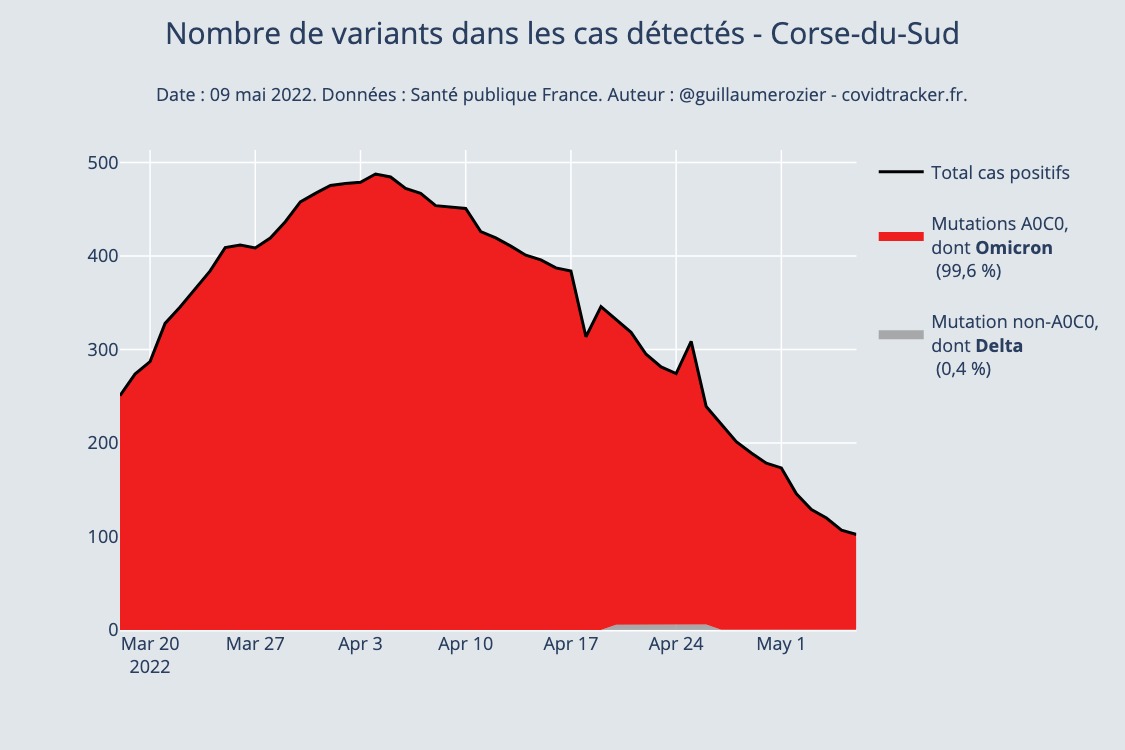 Nombre de variants dans les cas détectés - Corse-du-Sud
Date : 09 mai 2022. Données : Santé publique France. Auteur : @guillaumerozier - covidtracker.fr.
500
400
300
200
100
0
Mar 20
2022
Mar 27
Apr 3
Apr 10
Apr 17
Apr 24
May 1
Total cas positifs
Mutations A0C0,
dont Omicron
(99,6 %)
Mutation non-A0C0,
dont Delta
(0,4 %)